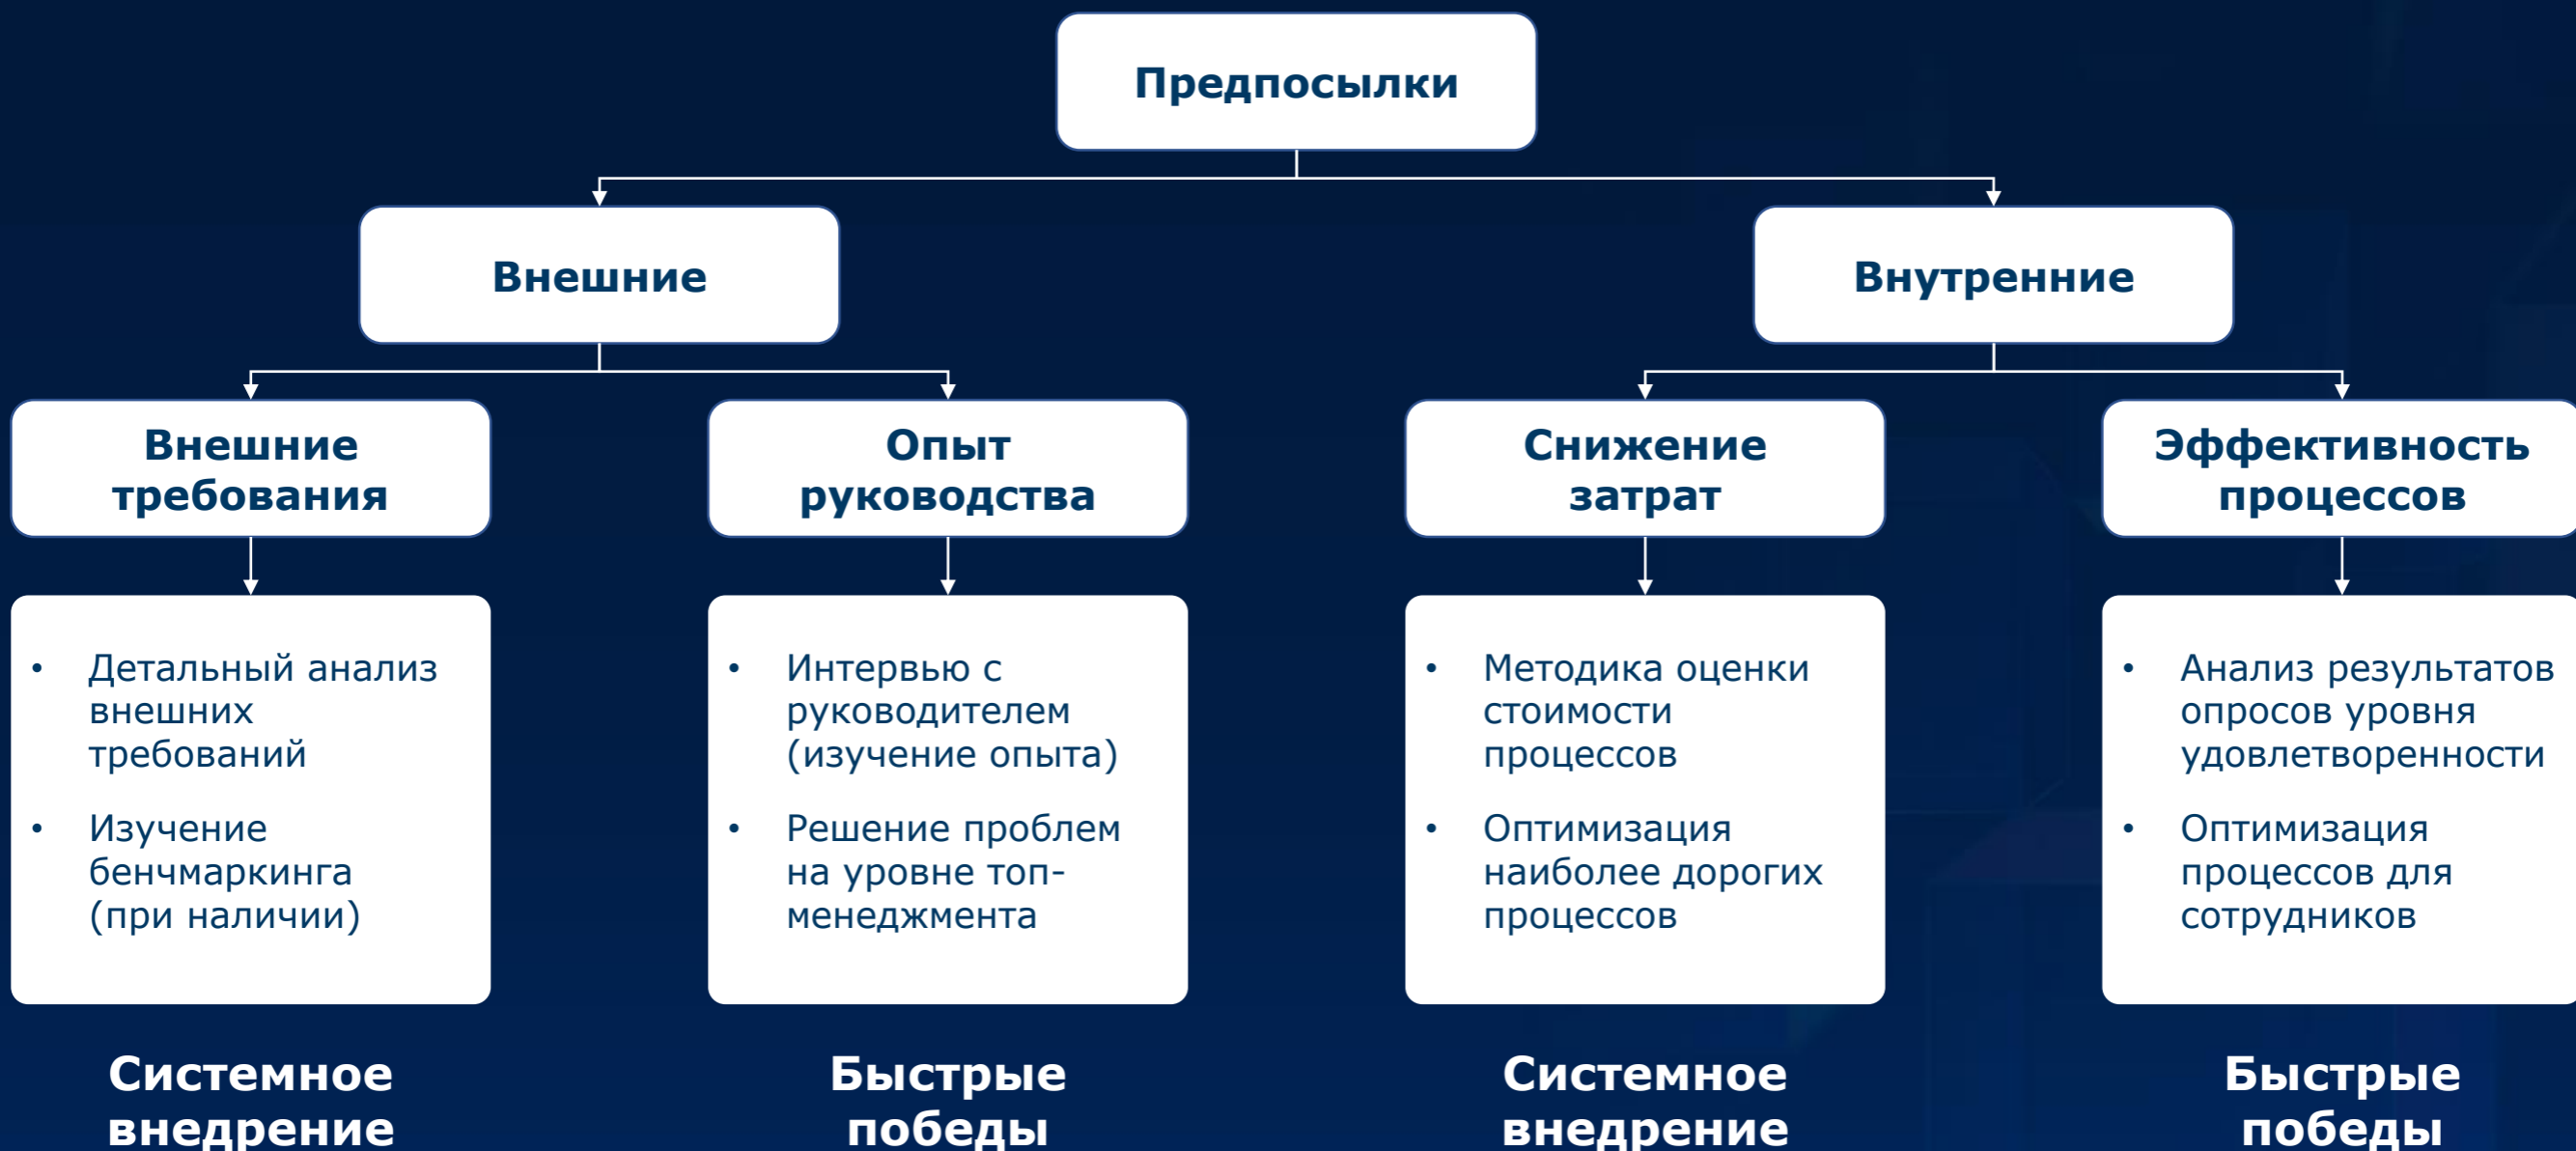 Предпосылки
Внешние
Внутренние
Внешние
требования
Опыт
руководства
Снижение
затрат
Эффективность
процессов
• Детальный анализ
внешних
требований
• Изучение
бенчмаркинга
(при наличии)
• Интервью с
руководителем
(изучение опыта)
• Решение проблем
на уровне топ-
менеджмента
• Методика оценки
стоимости
процессов
• Оптимизация
наиболее дорогих
процессов
• Анализ результатов
опросов уровня
удовлетворенности
• Оптимизация
процессов для
сотрудников
Системное
внедрение
Быстрые
победы
Системное
внедрение
Быстрые
победы